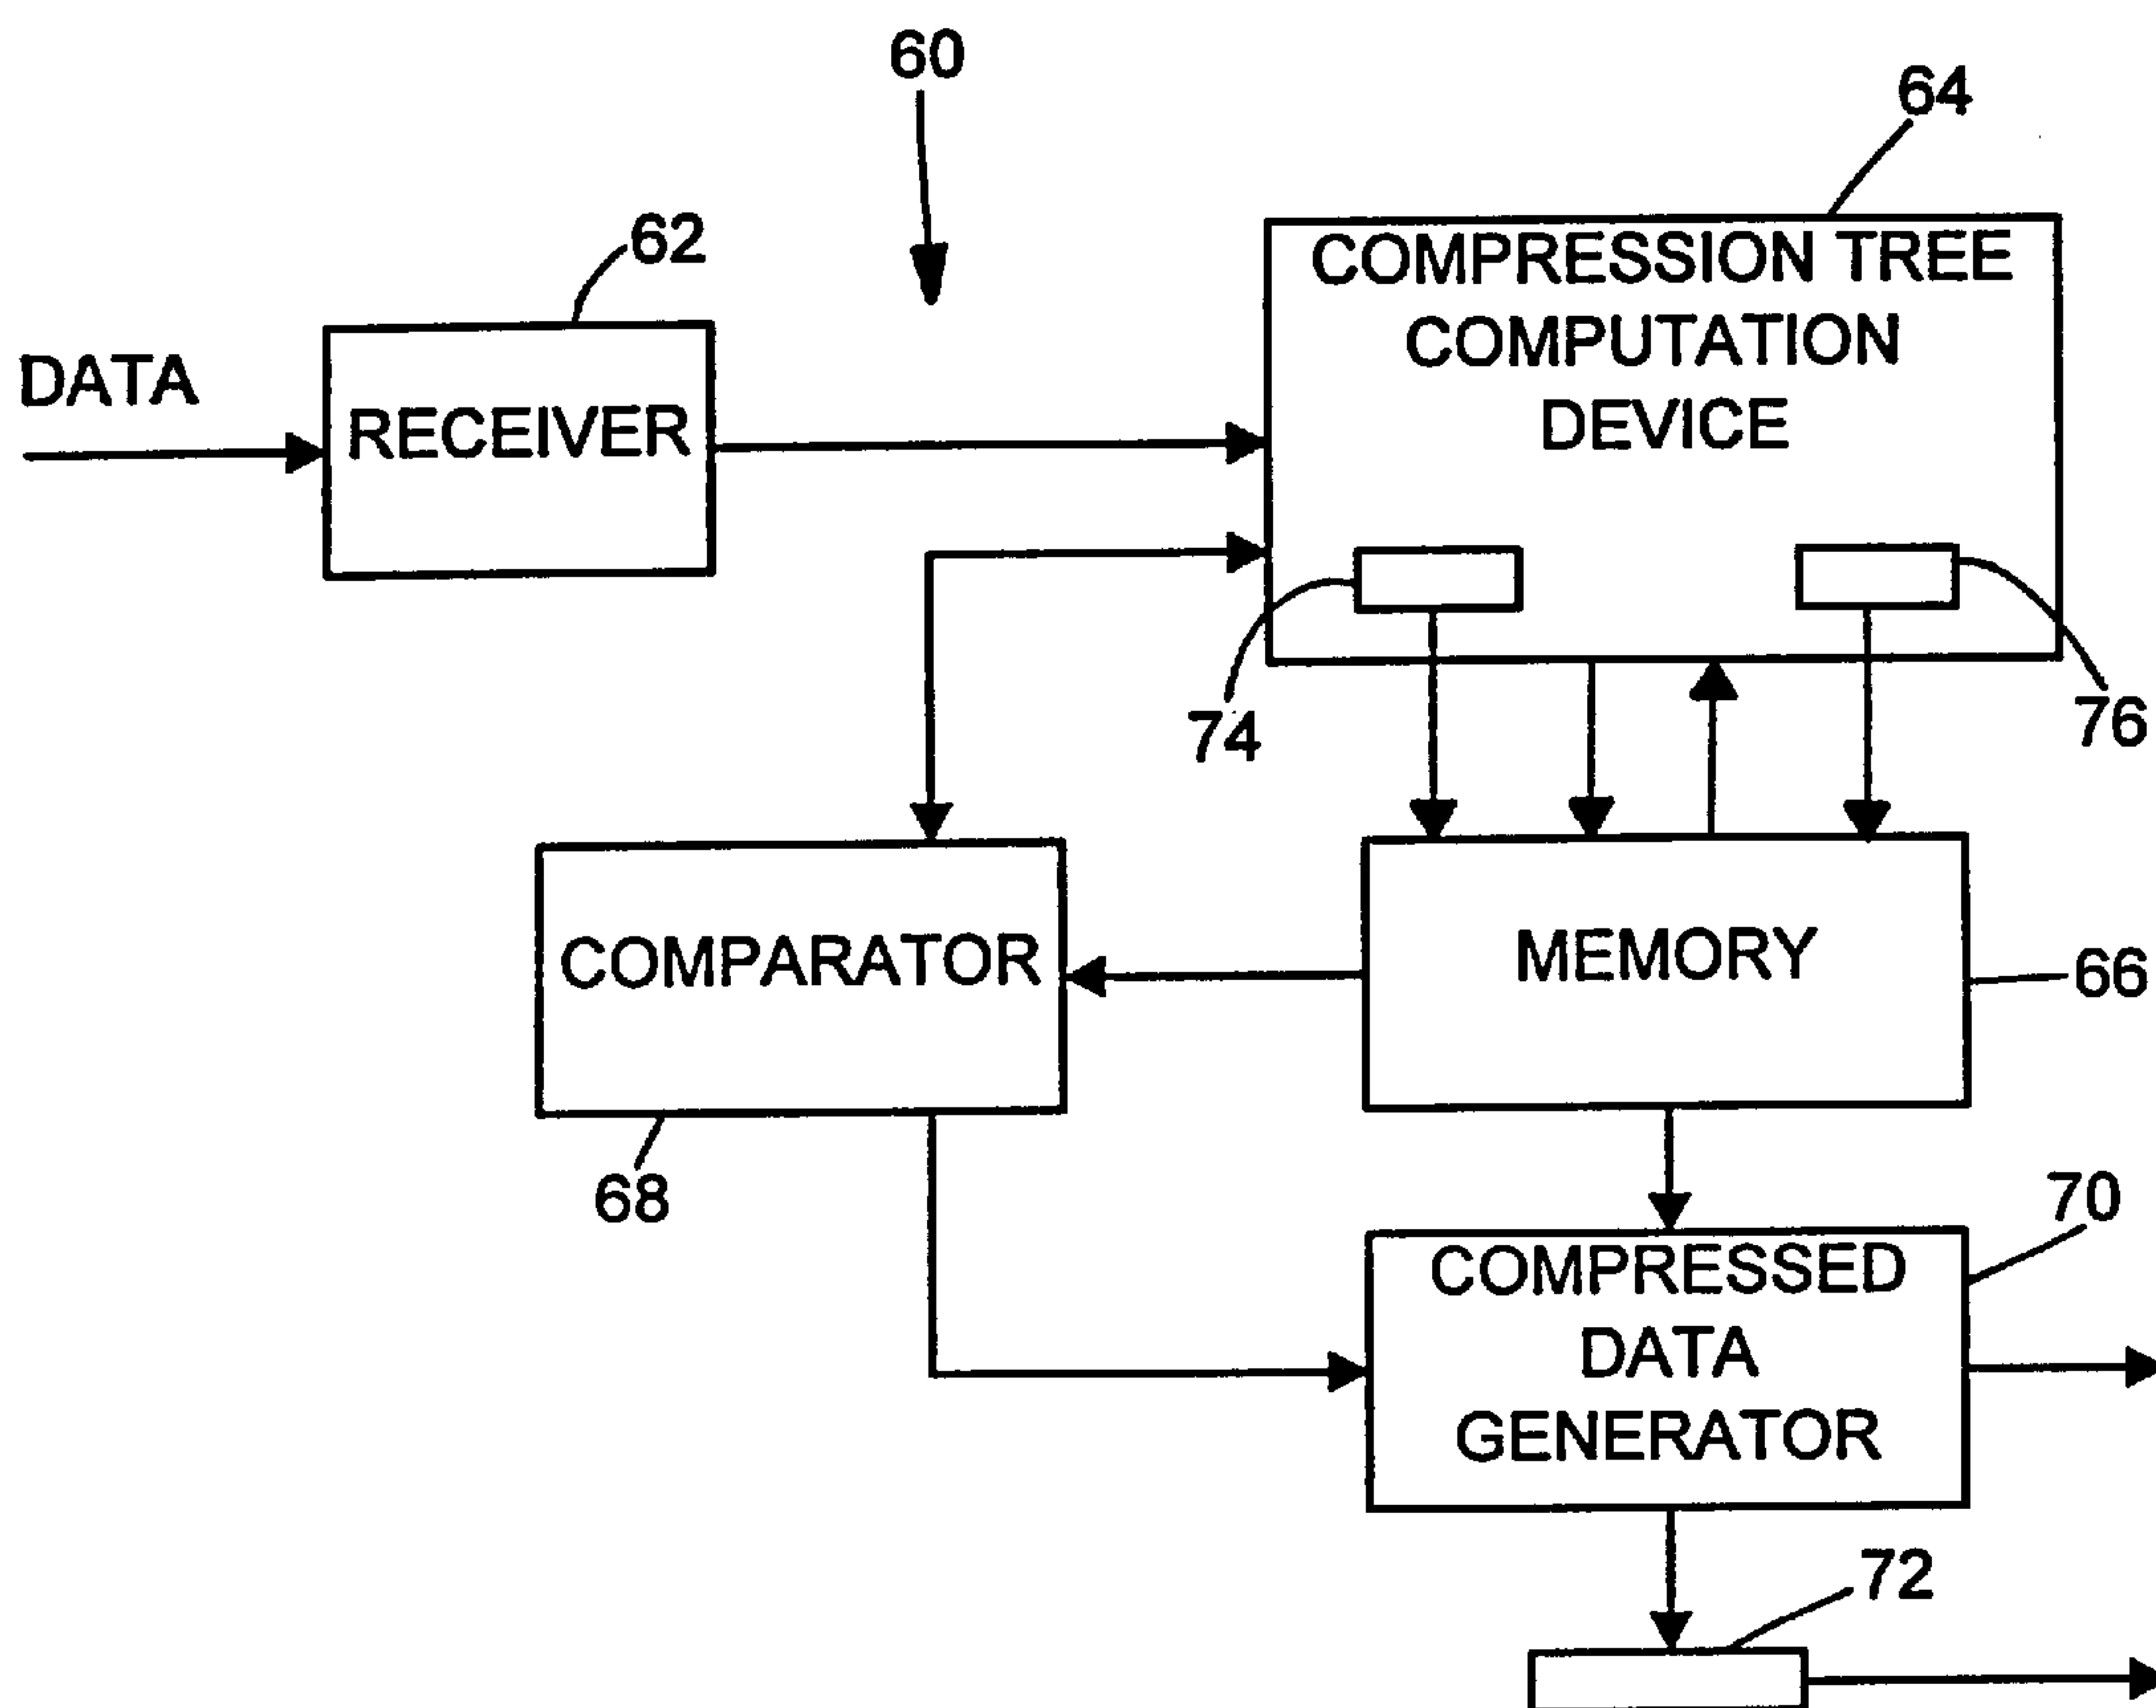 60
64
62
COMPRESSION TREE
COMPUTATION
DEVICE
DATA
RECEIVER
74
76
COMPARATOR
MEMORY
66
68
70
COMPRESSED
DATA
GENERATOR
72